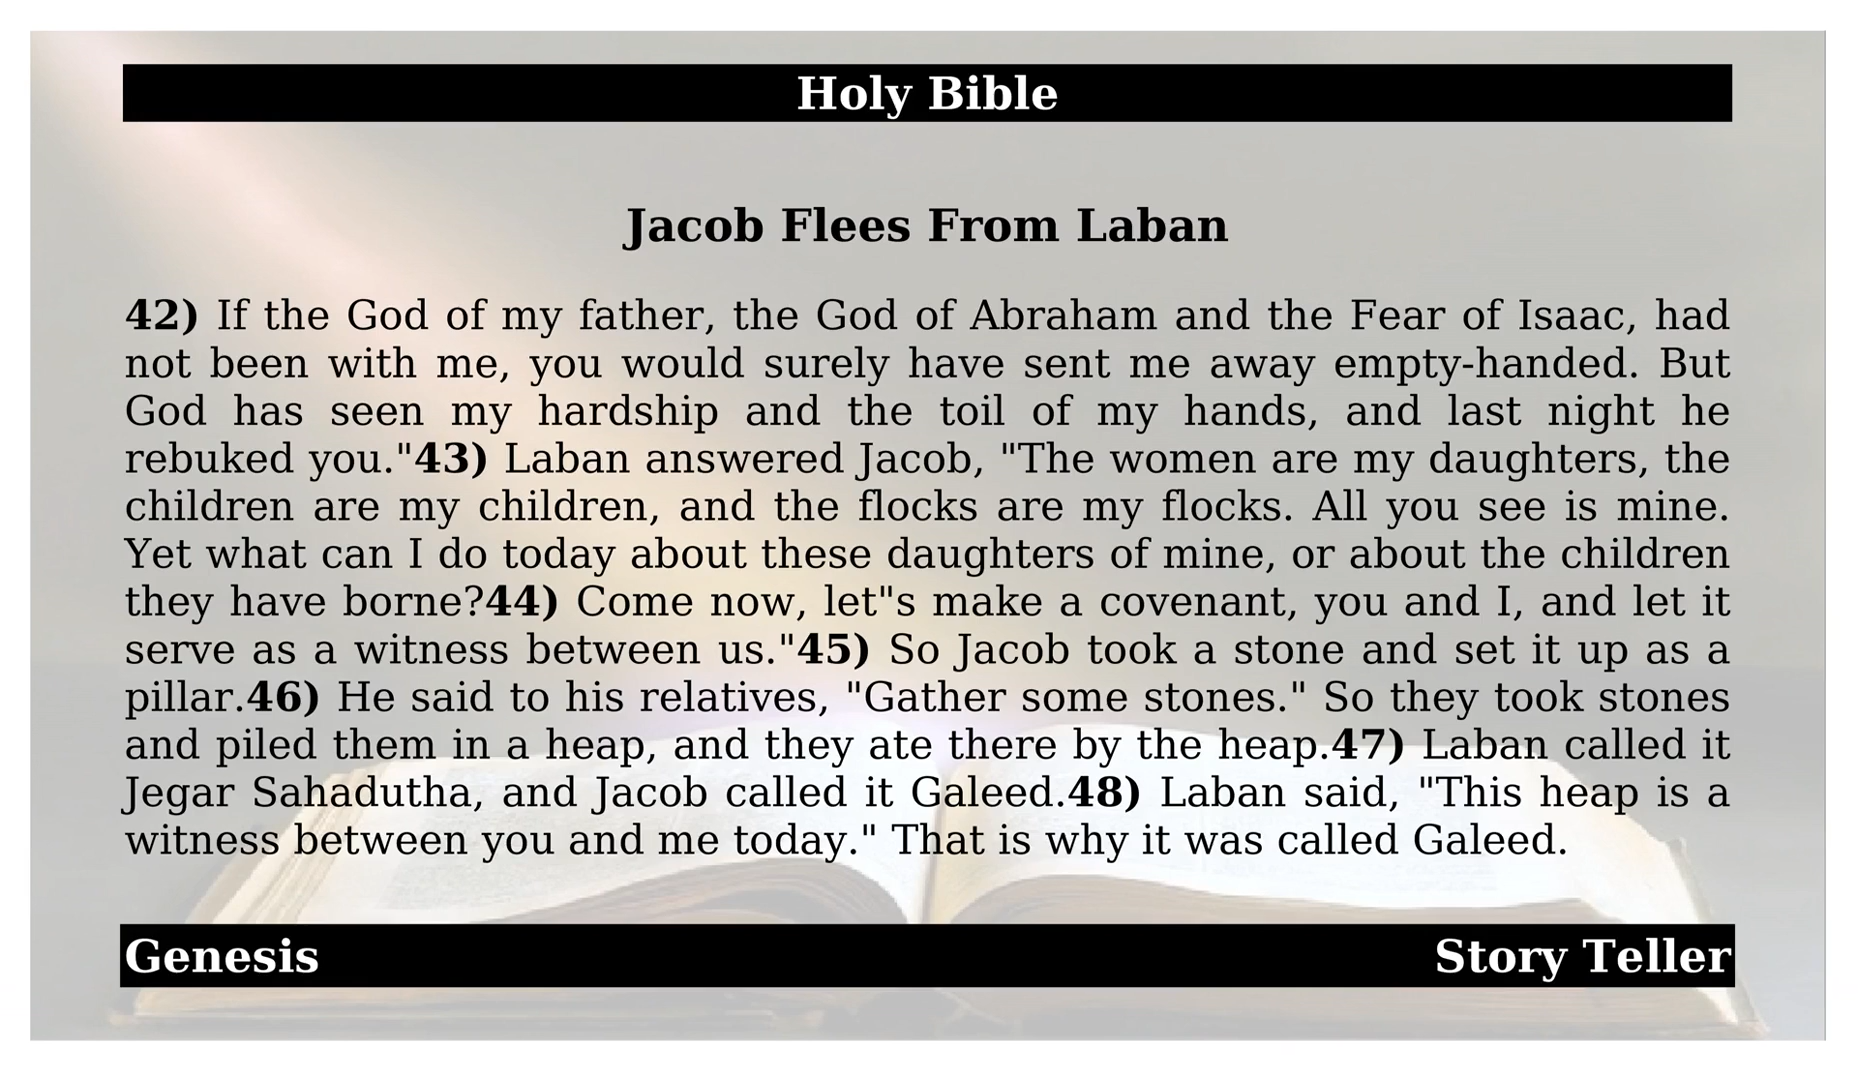 Holy Bible
Jacob Flees From Laban
42) If the God of my father, the God of Abraham and the Fear of Isaac, had
not been with me, you would surely have sent me away empty-handed. But
God has seen my hardship and the toil of my hands, and last night he
rebuked you."43) Laban answered Jacob, "The women are my daughters, the
children are my children, and the flocks are my flocks. All you see is mine.
Yet what can I do today about these daughters of mine, or about the children
they have borne?44) Come now, let"s make a covenant, you and I, and let it
serve as a witness between us."45) So Jacob took a stone and set it up as a
pillar.46) He said to his relatives, "Gather some stones." So they took stones
and piled them in a heap, and they ate there by the heap.47) Laban called it
Jegar Sahadutha, and Jacob called it Galeed.48) Laban said, "This heap is a
witness between you and me today." That is why it was called Galeed.
Genesis Story Teller